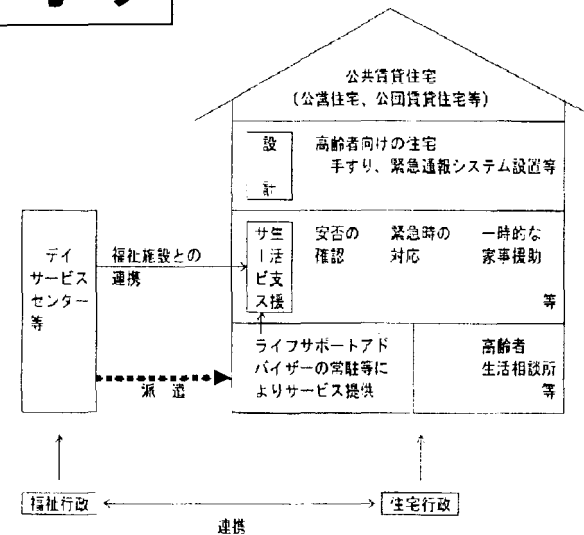 公共賃貸住宅
(公営住宅、公団賃貸住宅等)
設
計
高齢者向けの住宅
手すり、緊急通報システム設置等
デイ
サービス
センター
等
福祉施設との
連携
生活支援
サービス
安否の
確認
緊急時の
対応
一時的な
家事援助
等
派遣
ライフサポートアド
バイザーの常駐等に
よりサービス提供
高齢者
生活相談所
等
福祉行政
住宅行政
連携